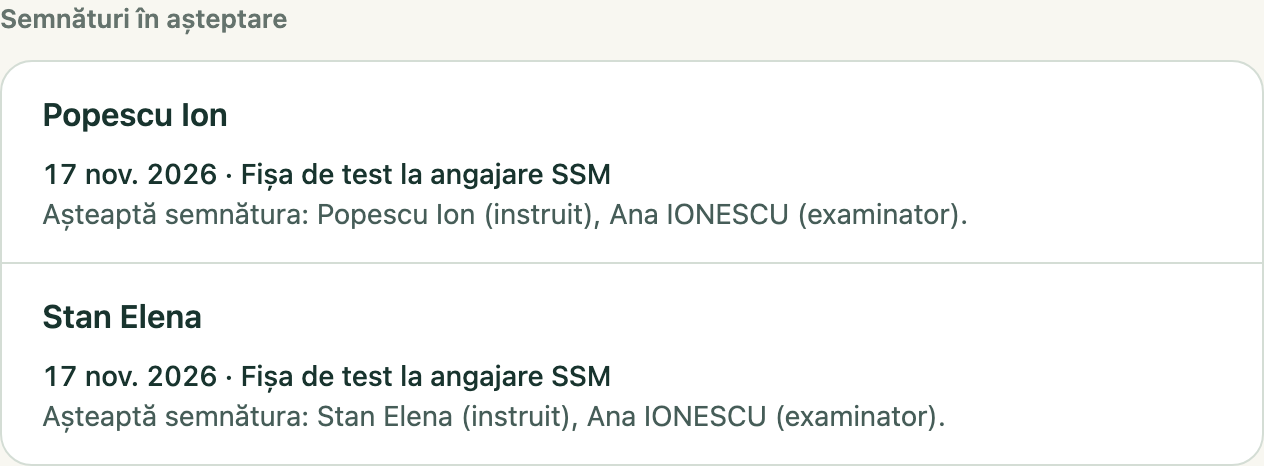 Semnături în așteptare
Popescu Ion
17 nov. 2026 · Fișa de test la angajare SSM
Așteaptă semnătura: Popescu Ion (instruit), Ana IONESCU (examinator).
Stan Elena
17 nov. 2026 · Fișa de test la angajare SSM
Așteaptă semnătura: Stan Elena (instruit), Ana IONESCU (examinator).